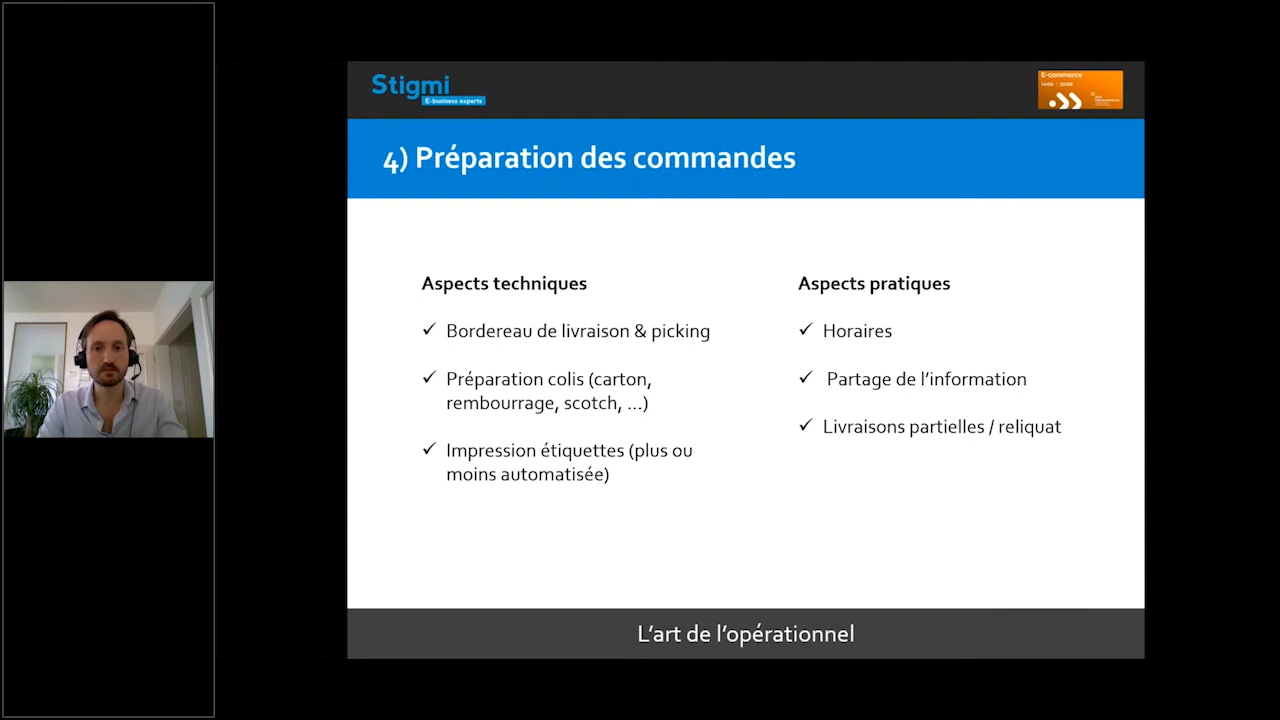 Stigmi
E-business experts
E-commerce
4) Préparation des commandes
Aspects techniques
✓ Bordereau de livraison & picking
✓ Préparation colis (carton,
rembourrage, scotch, ...)
✓ Impression étiquettes (plus ou
moins automatisée)
Aspects pratiques
✓ Horaires
✓ Partage de l'information
✓ Livraisons partielles / reliquat
L'art de l'opérationnel